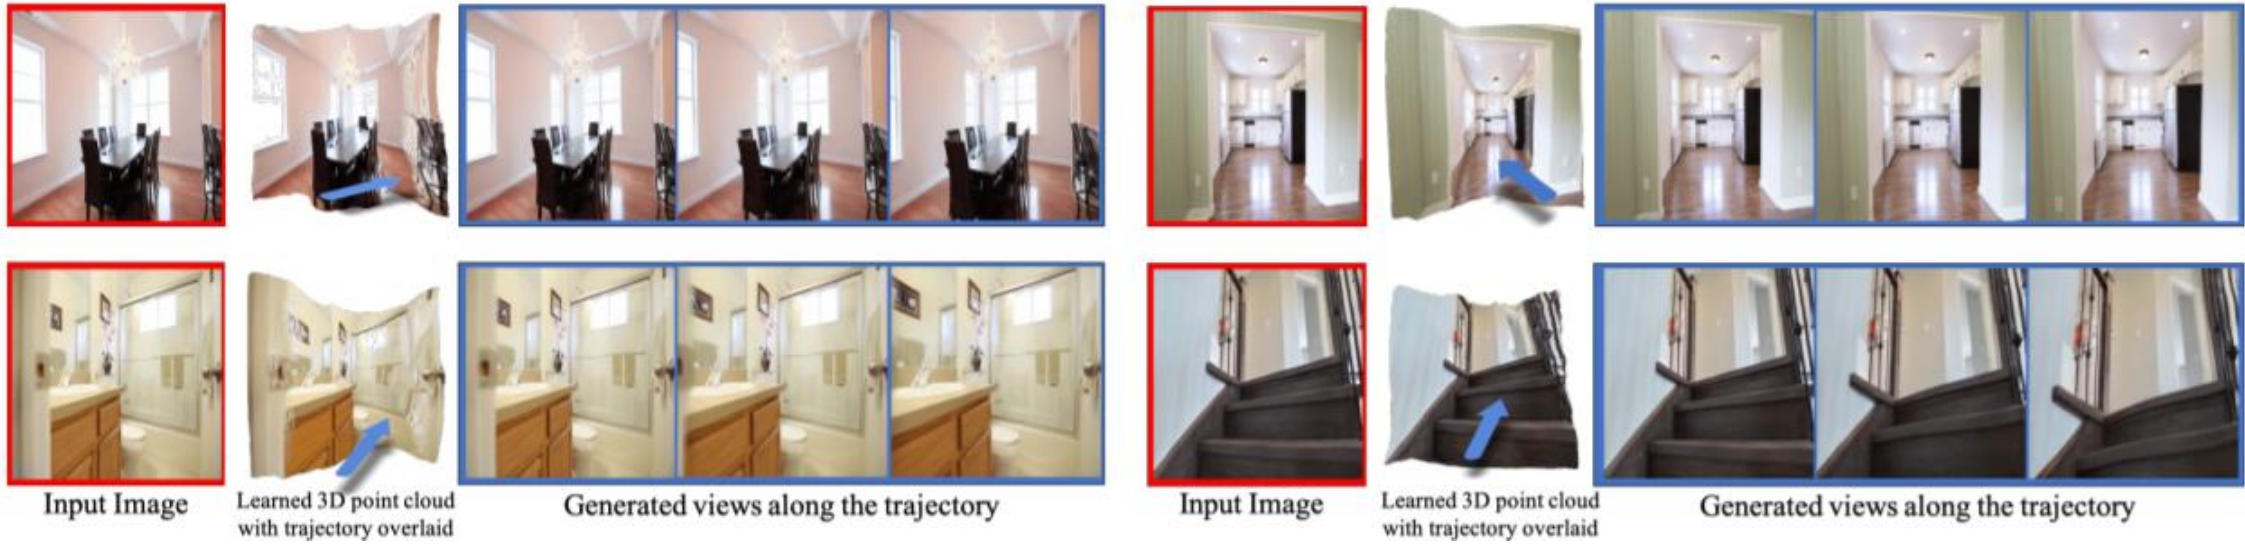 Input Image
Learned 3D point cloud
with trajectory overlaid
Generated views along the trajectory
Input Image
Learned 3D point cloud
with trajectory overlaid
Generated views along the trajectory